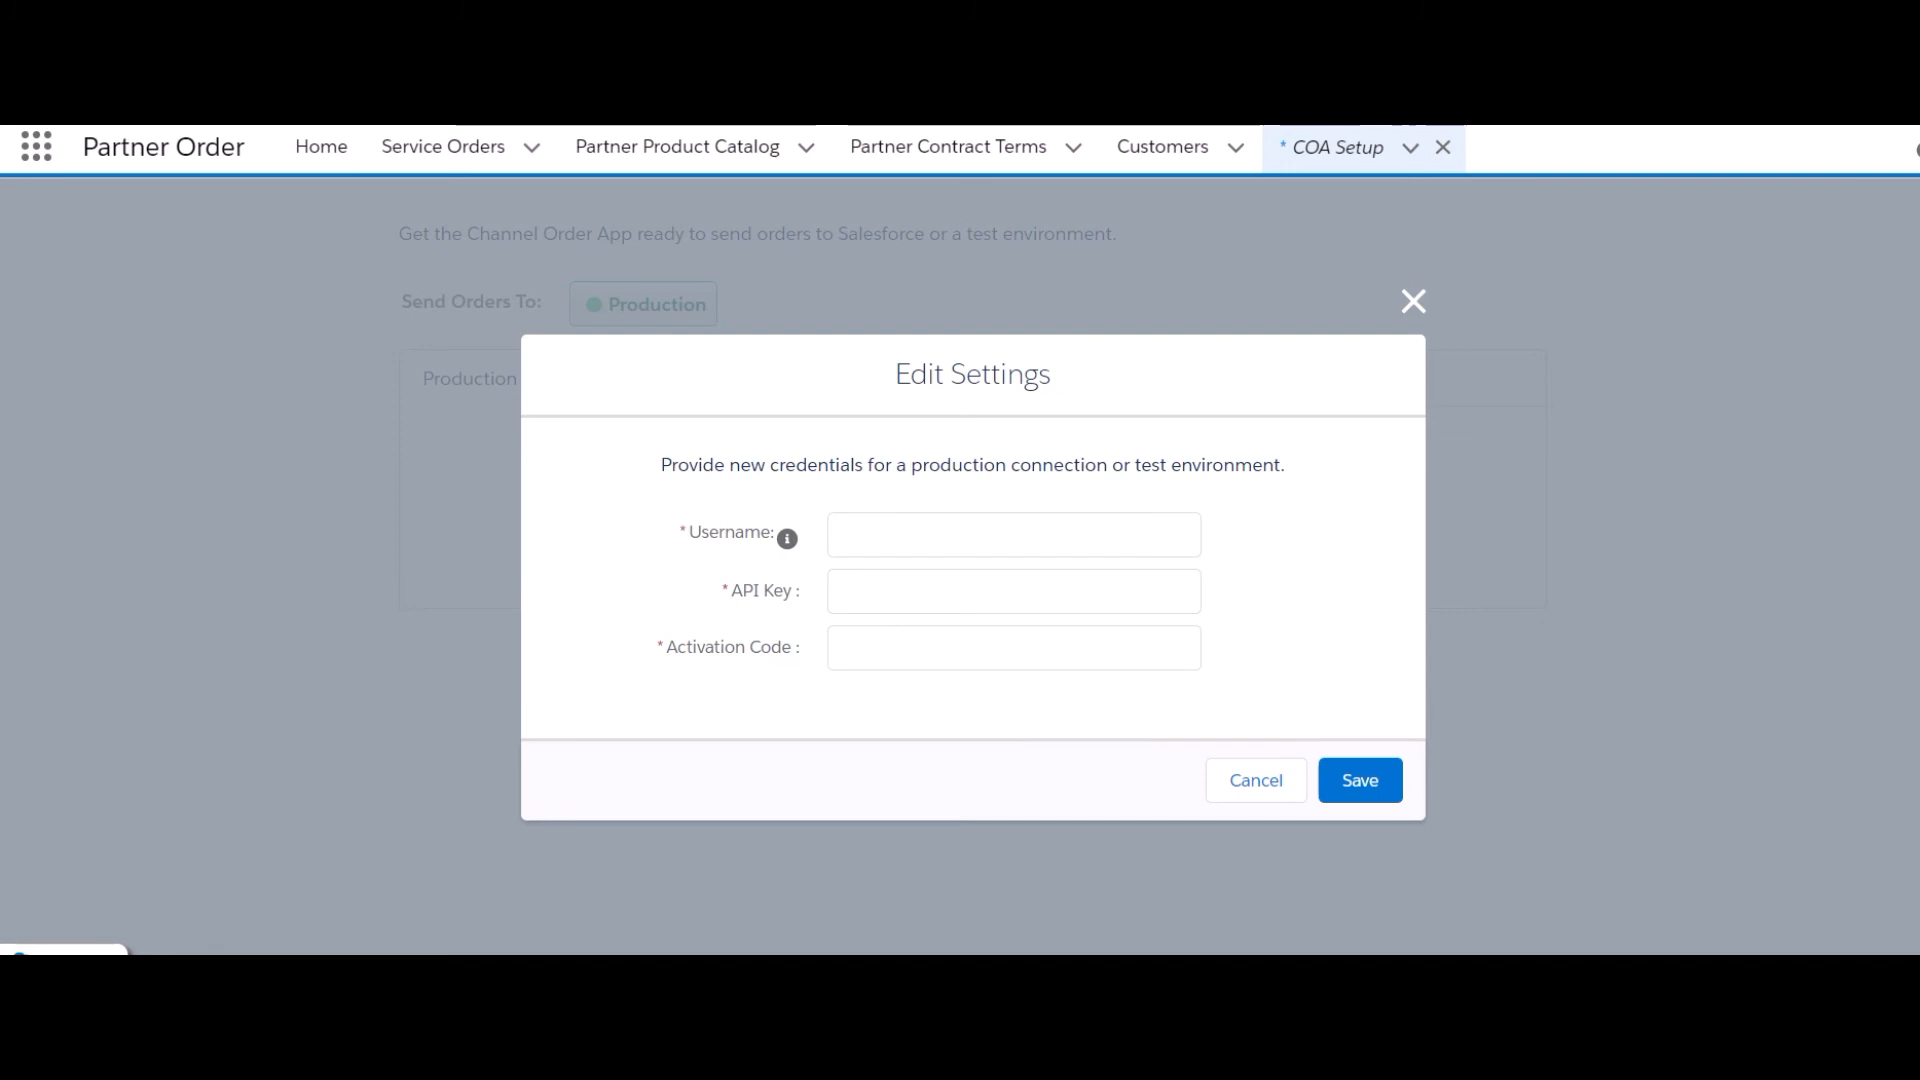 Partner Order Home Service Orders Partner Product Catalog Partner Contract Terms Customers * COA Setup
Get the Channel Order App ready to send orders to Salesforce or a test environment.
Send Orders To: Production
Production
Edit Settings
Provide new credentials for a production connection or test environment.
*Username:
*API Key :
*Activation Code :
Cancel Save